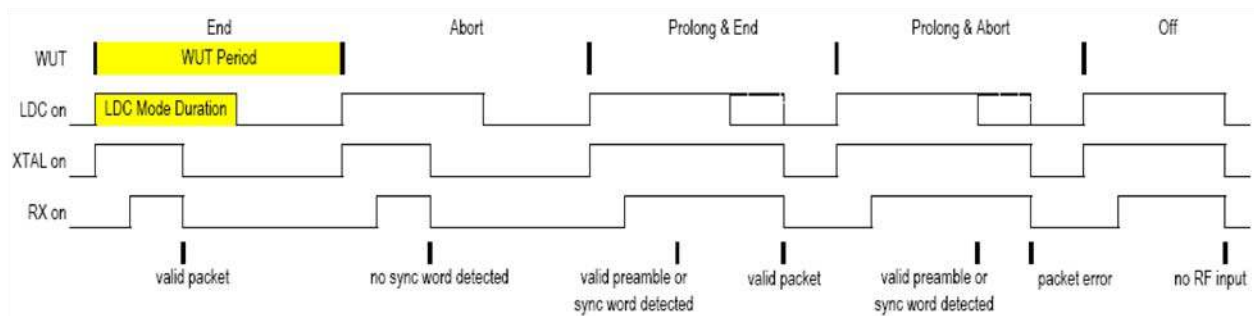 End Abort Prolong & End Prolong & Abort Off
WUT WUT Period
LDC on LDC Mode Duration
XTAL on
RX on
valid packet no sync word detected valid preamble or valid packet valid preamble or packet error no RF input
sync word detected sync word detected